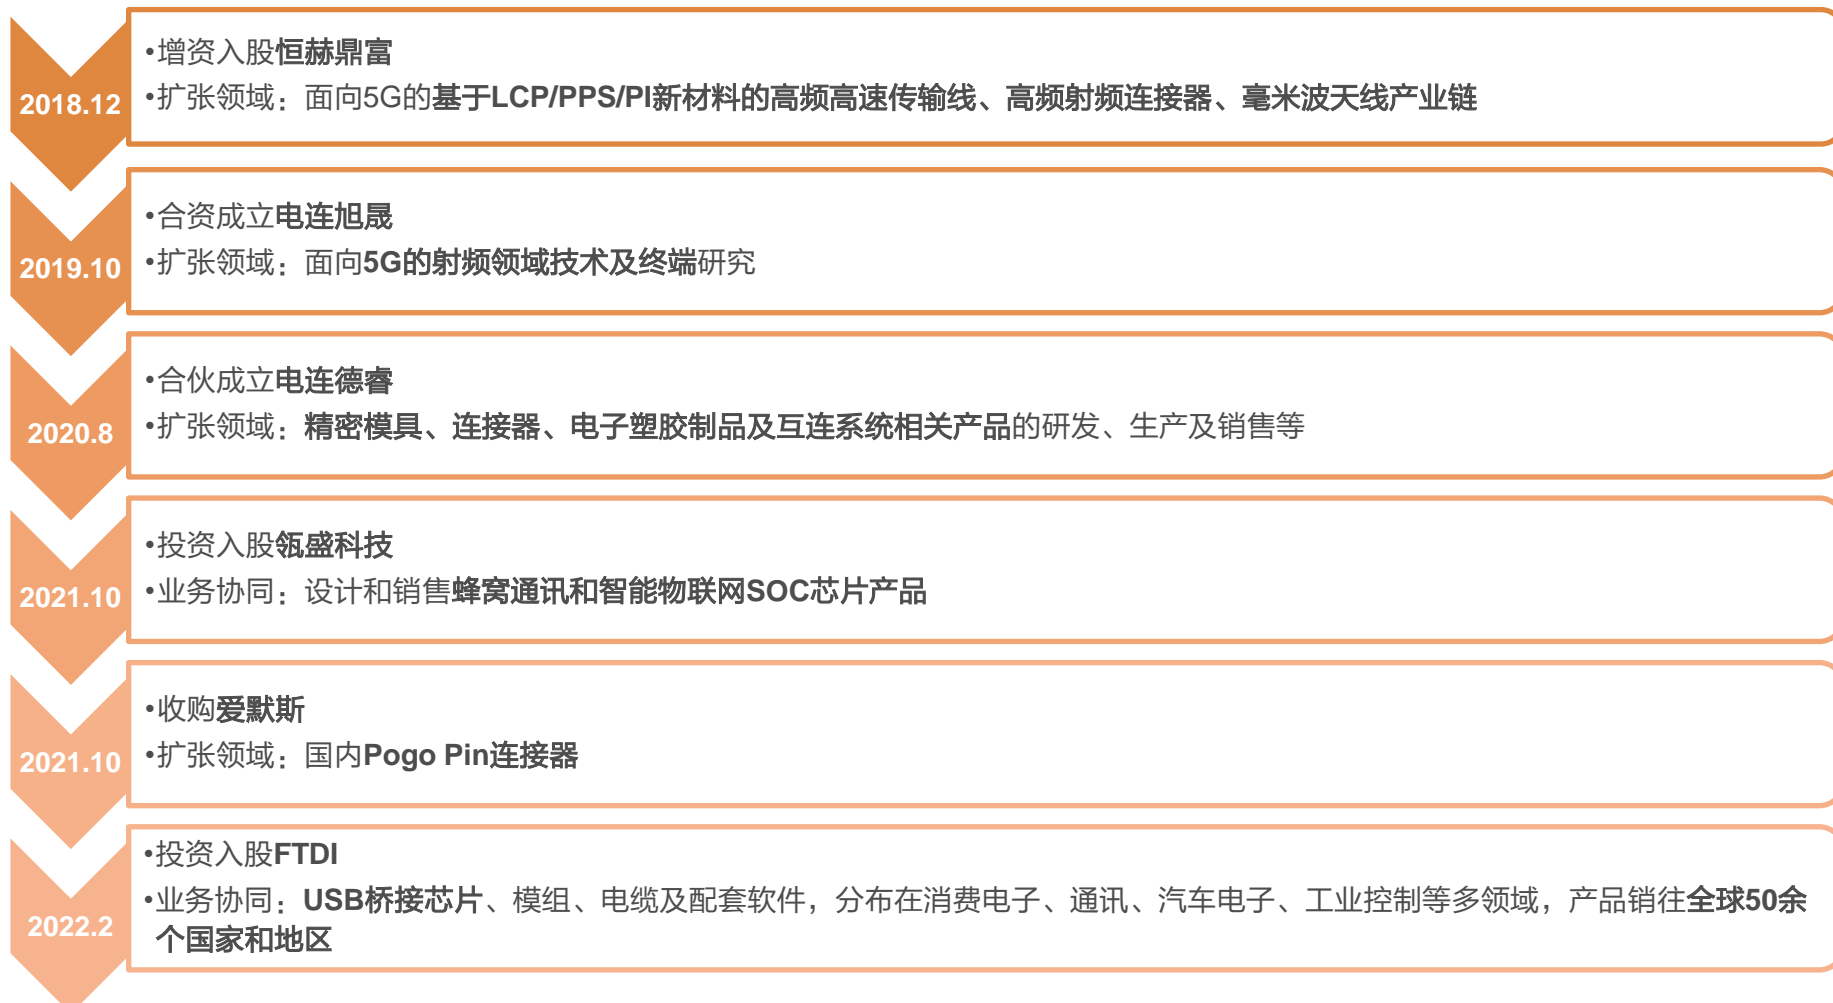 2018.12
•增资入股恒赫鼎富
•扩张领域：面向5G的基于LCP/PPS/PI新材料的高频高速传输线、高频射频连接器、毫米波天线产业链
2019.10
•合资成立电连旭晟
•扩张领域：面向5G的射频领域技术及终端研究
2020.8
•合伙成立电连德睿
•扩张领域：精密模具、连接器、电子塑胶制品及互连系统相关产品的研发、生产及销售等
2021.10
•投资入股瓴盛科技
•业务协同：设计和销售蜂窝通讯和智能物联网SOC芯片产品
2021.10
•收购爱默斯
•扩张领域：国内Pogo Pin连接器
2022.2
•投资入股FTDI
•业务协同：USB桥接芯片、模组、电缆及配套软件，分布在消费电子、通讯、汽车电子、工业控制等多领域，产品销往全球50余
个国家和地区